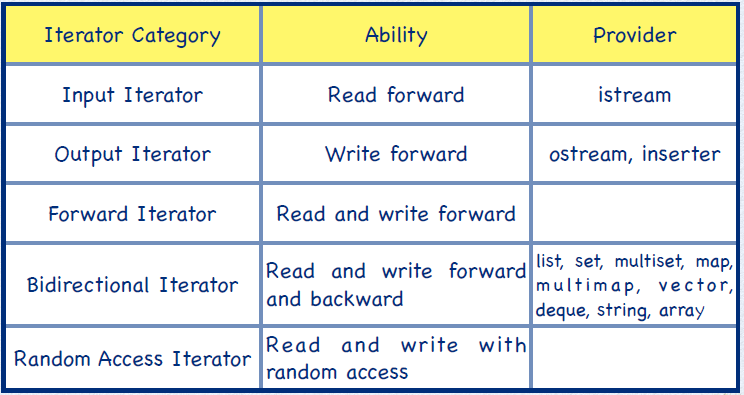 Iterator Category Ability Provider
Input Iterator Read forward istream
Output Iterator Write forward ostream, inserter
Forward Iterator Read and write forward
Bidirectional Iterator
Read and write forward
and backward
list, set, multiset, map,
multimap, vector,
deque, string, array
Random Access Iterator
Read and write with
random access